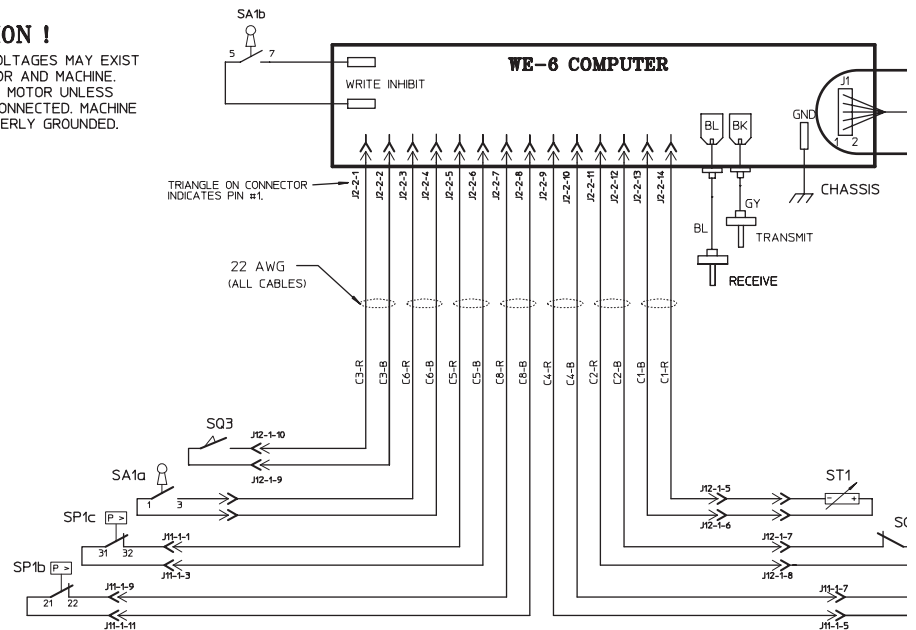 ION !
OLTAGES MAY EXIST
OR AND MACHINE.
MOTOR UNLESS
ONNECTED. MACHINE
ERLY GROUNDED.
SA1b
5 7
WRITE INHIBIT
WE-6 COMPUTER
J1
1 2
GND
BL BK
CHASSIS
TRIANGLE ON CONNECTOR
INDICATES PIN #1.
J2-2-1
J2-2-2
J2-2-3
J2-2-4
J2-2-5
J2-2-6
J2-2-7
J2-2-8
J2-2-9
J2-2-10
J2-2-11
J2-2-12
J2-2-13
J2-2-14
GY
BL
TRANSMIT
RECEIVE
22 AWG
(ALL CABLES)
C3-R
C3-B
C6-R
C6-B
C5-R
C5-B
C8-R
C8-B
C4-R
C4-B
C2-R
C2-B
C1-B
C1-R
SQ3
J12-1-10
J12-1-9
SA1a
1 3
SP1c P >
31 32
J11-1-1
J11-1-3
SP1b P >
21 22
J11-1-9
J11-1-11
J12-1-5
J12-1-6
ST1
- +
J12-1-7
J12-1-8
J11-1-7
J11-1-5